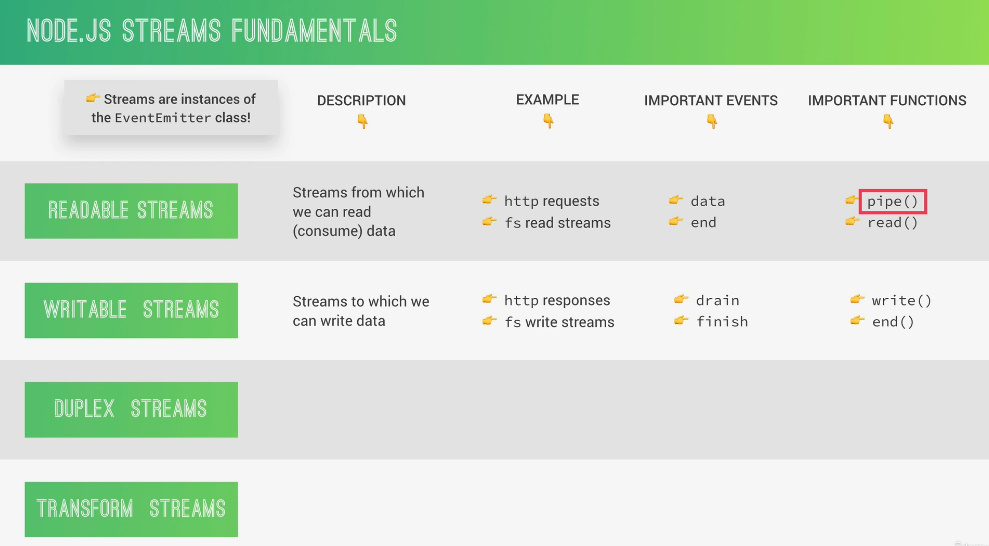 NODE.JS STREAMS FUNDAMENTALS
👉 Streams are instances of
the EventEmitter class!
DESCRIPTION
👇
EXAMPLE
👇
IMPORTANT EVENTS
👇
IMPORTANT FUNCTIONS
👇
READABLE STREAMS
Streams from which
we can read
(consume) data
👉 http requests
👉 fs read streams
👉 data
👉 end
👉 pipe()
👉 read()
WRITABLE STREAMS
Streams to which we
can write data
👉 http responses
👉 fs write streams
👉 drain
👉 finish
👉 write()
👉 end()
DUPLEX STREAMS
TRANSFORM STREAMS